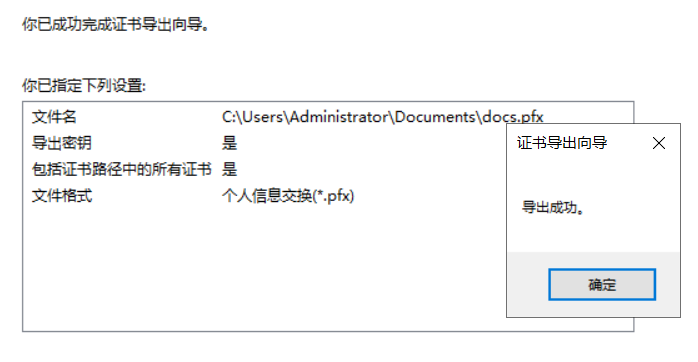 你已成功完成证书导出向导。
你已指定下列设置:
文件名 C:\Users\Administrator\Documents\docs.pfx
导出密钥 是
包括证书路径中的所有证书 是
文件格式 个人信息交换(*.pfx)
证书导出向导
导出成功。
确定